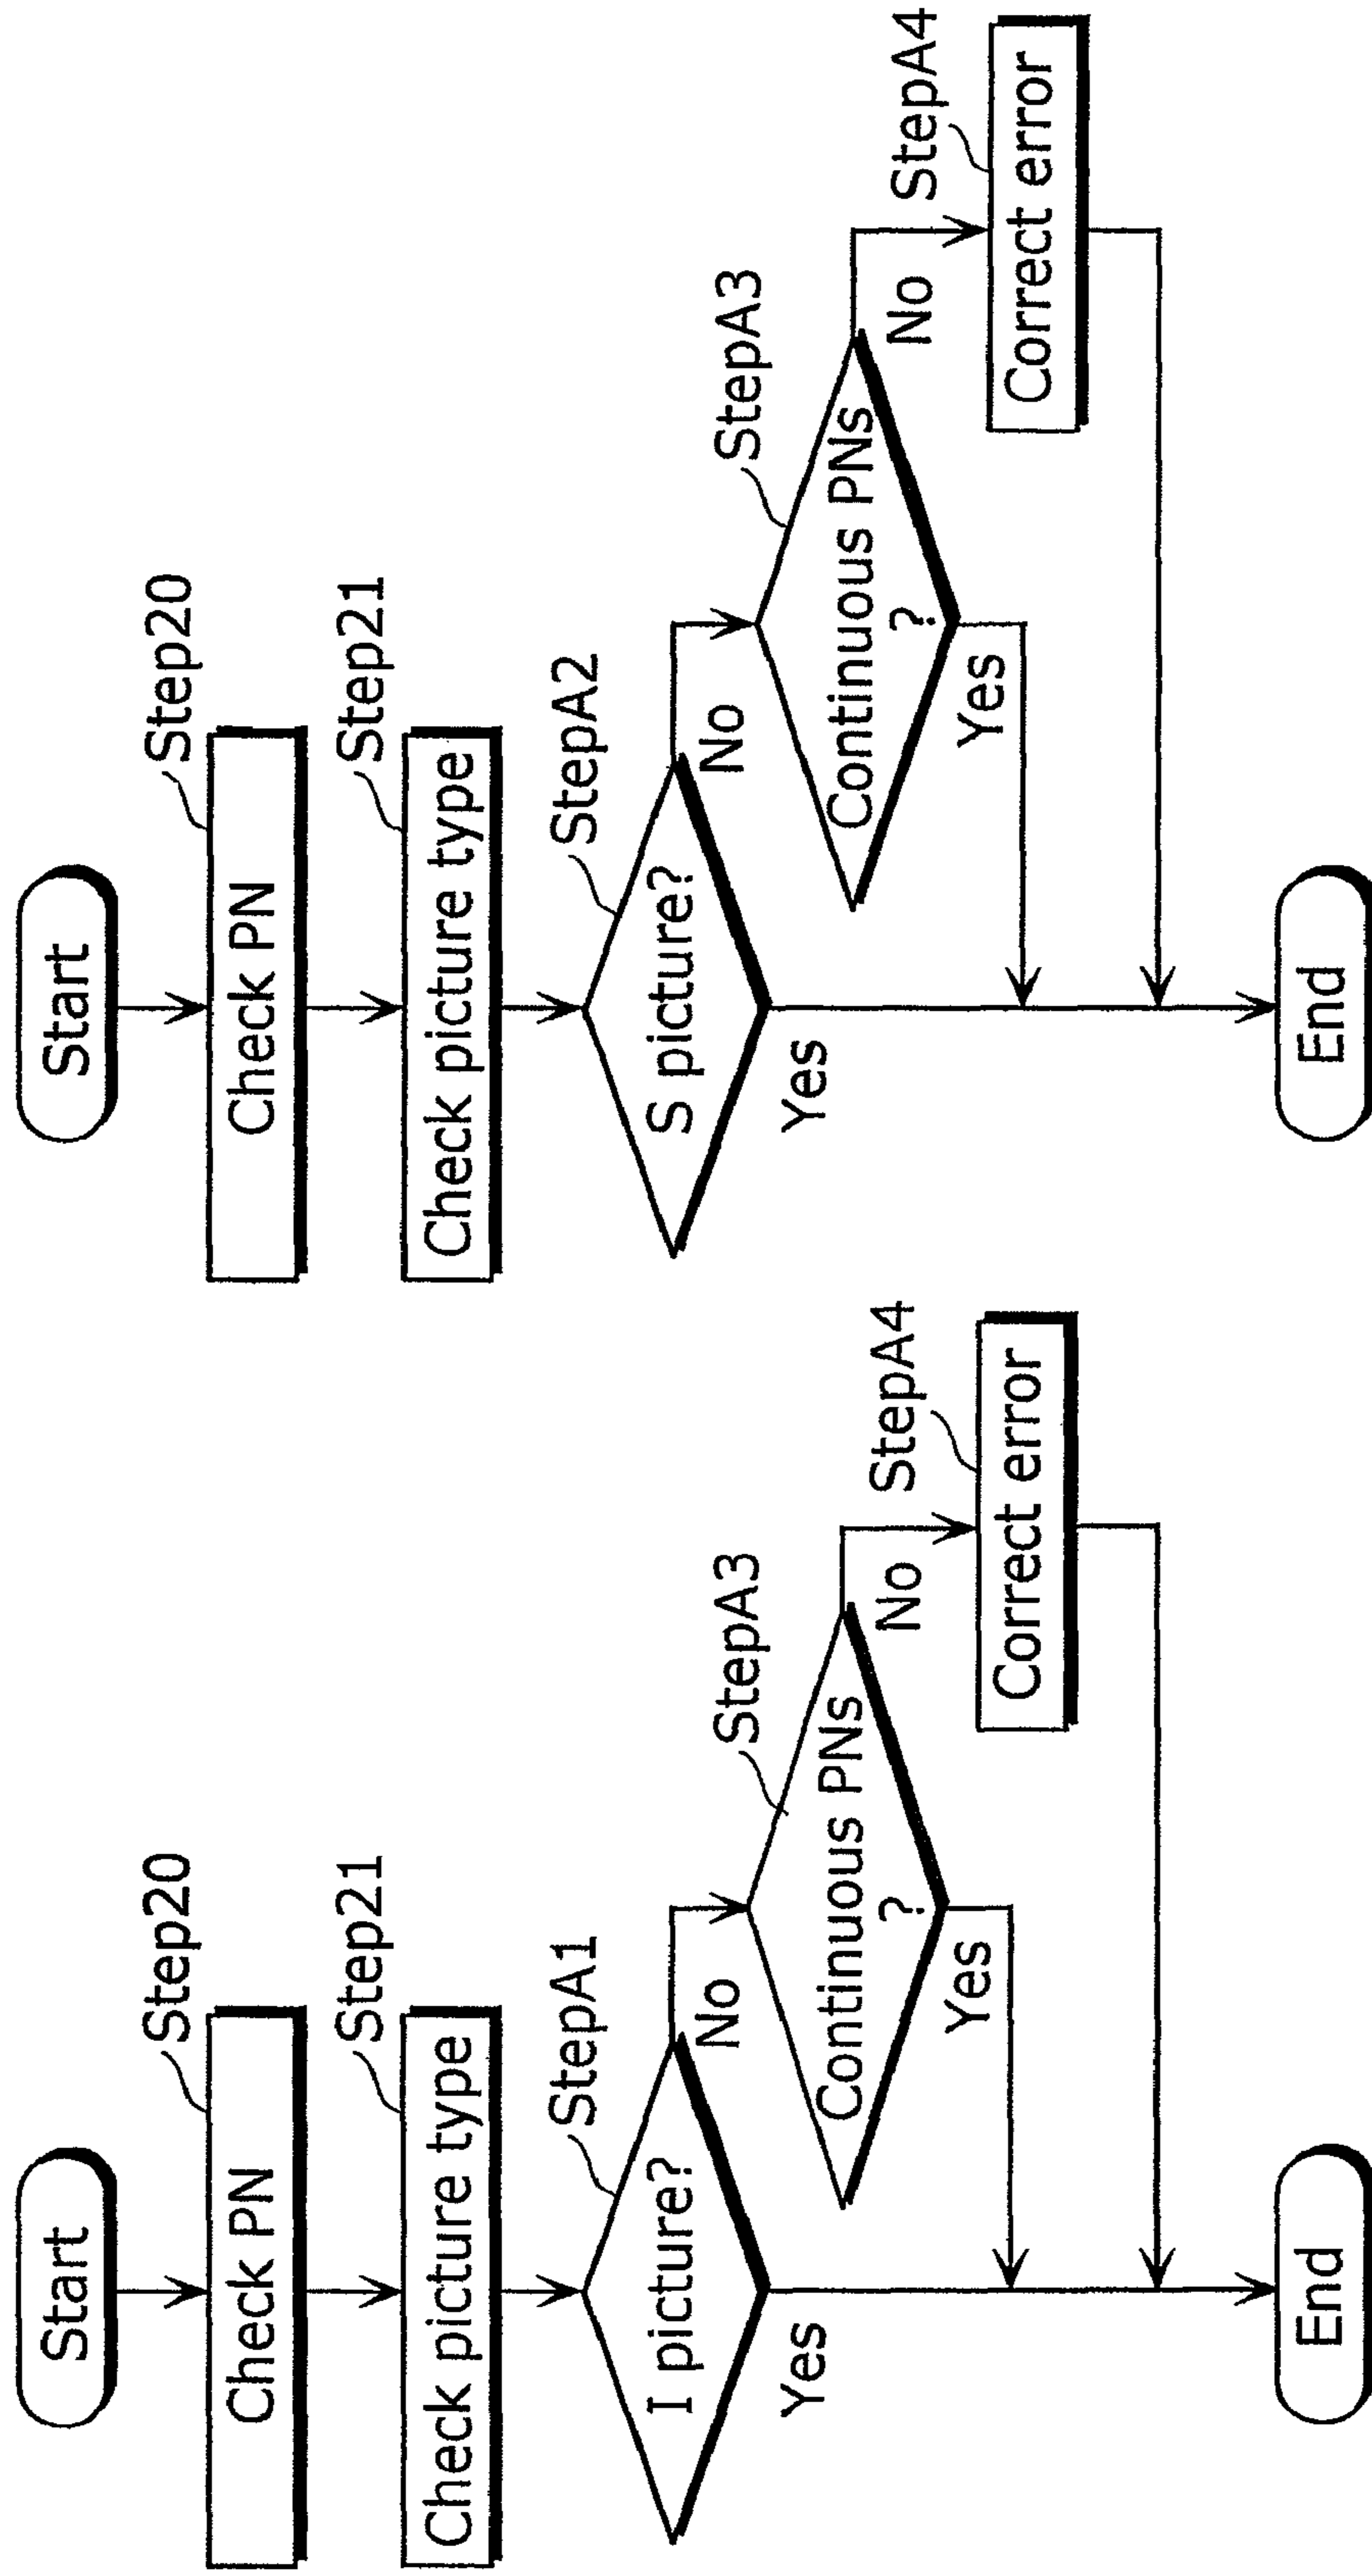 Start
Step20
Check PN
Step21
Check picture type
StepA1
I picture?
No
Yes
StepA3
Continuous PNs
?
No
Yes
StepA4
Correct error
End
Start
Step20
Check PN
Step21
Check picture type
StepA2
S picture?
No
Yes
StepA3
Continuous PNs
?
No
Yes
StepA4
Correct error
End